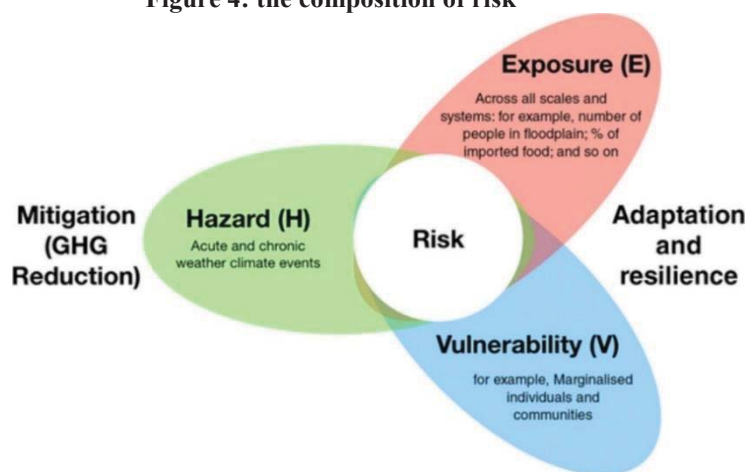 Figure 4: the composition of risk
Exposure (E)
Across all scales and
systems: for example, number of
people in floodplain; % of
imported food; and so on
Mitigation
(GHG
Reduction)
Hazard (H)
Acute and chronic
weather climate events
Risk
Adaptation
and
resilience
Vulnerability (V)
for example, Marginalised
individuals and
communities